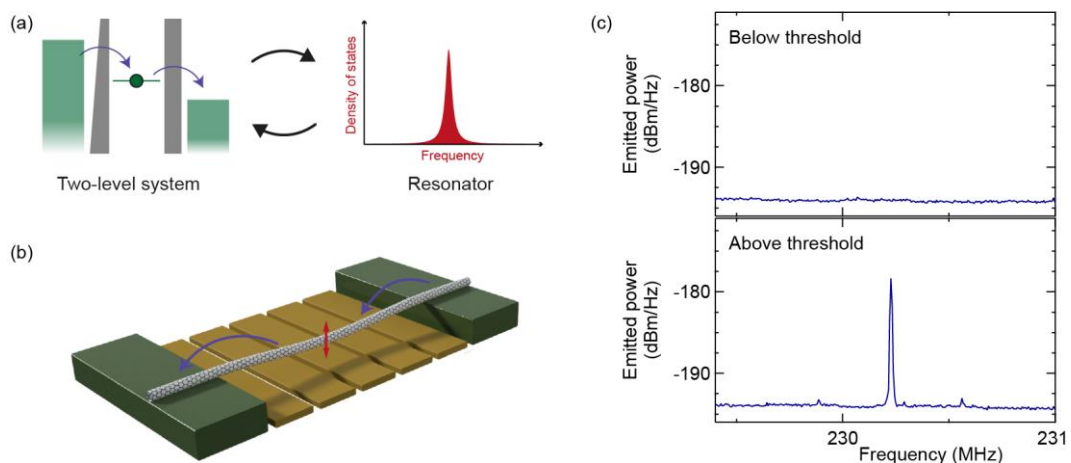 (a)
Two-level system
Density of states
Frequency
Resonator
(b)
(c)
Below threshold
Emitted power
(dBm/Hz)
-180
-190
Above threshold
Emitted power
(dBm/Hz)
-180
-190
230
231
Frequency (MHz)